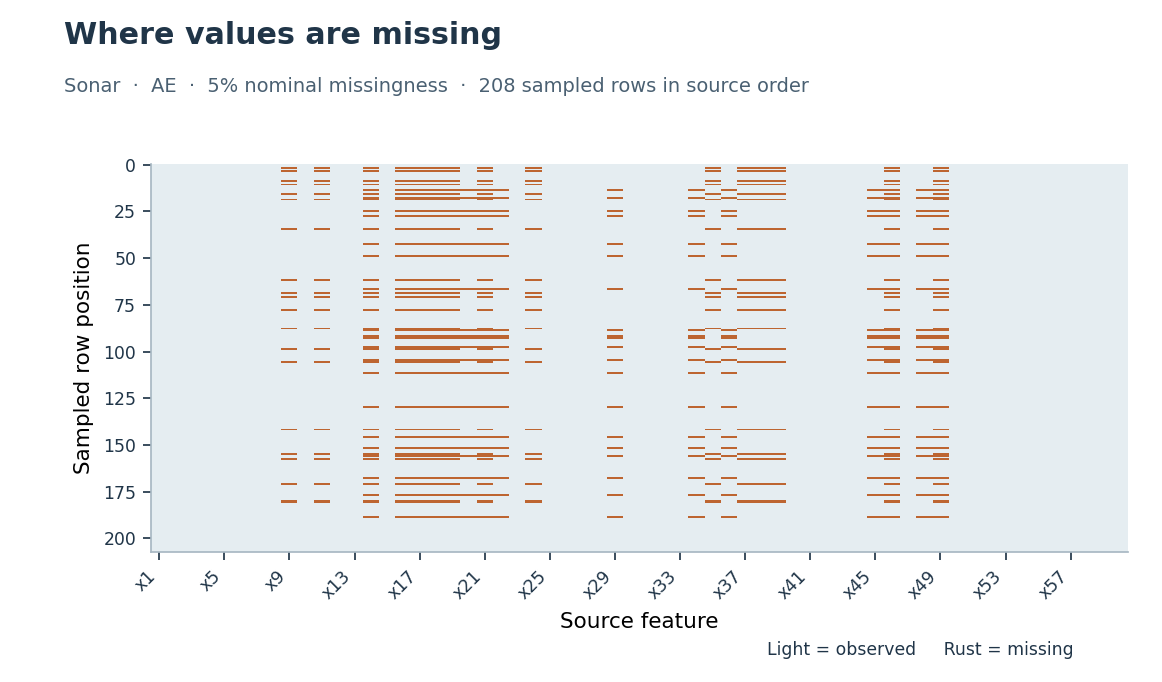 Where values are missing
Sonar · AE · 5% nominal missingness · 208 sampled rows in source order
Sampled row position
0
25
50
75
100
125
150
175
200
x1 x5 x9 x13 x17 x21 x25 x29 x33 x37 x41 x45 x49 x53 x57
Source feature
Light = observed Rust = missing